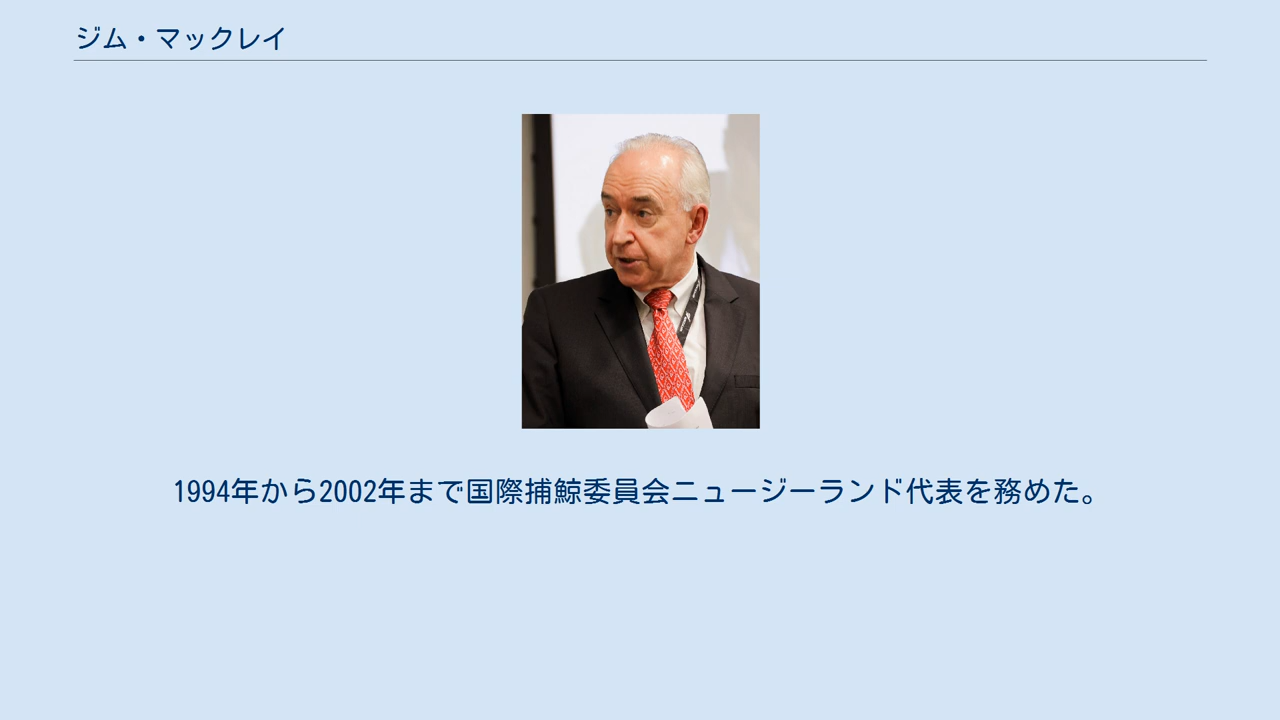 ジム・マックレイ
1994年から2002年まで国際捕鯨委員会ニュージーランド代表を務めた。